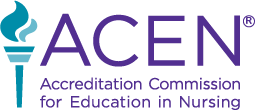 ACEN®
Accreditation Commission
for Education in Nursing